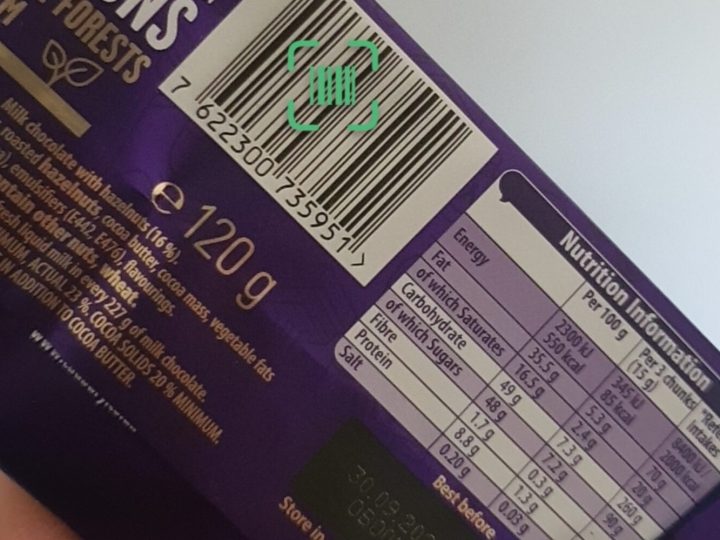 FORESTS
7 622300 735951 >
e 120 g
Milk chocolate with hazelnuts (16 %),
roasted hazelnuts, cocoa butter, cocoa mass, vegetable fats
emulsifiers (E442, E476), flavourings.
other nuts, wheat.
liquid milk in every 227 g of milk chocolate.
ACTUAL 23 %. COCOA SOLIDS 20 % MINIMUM,
ADDITION TO COCOA BUTTER.
Nutrition Information
Per 100 g Per 3 chunks (15 g)
Energy 2300 kJ 345 kJ 8400 kJ /
550 kcal 85 kcal 2000 kcal
Fat 35.5 g 5.3 g 70 g
of which Saturates 16.5 g 2.4 g 20 g
Carbohydrate 49 g 7.3 g 260 g
of which Sugars 48 g 7.2 g 90 g
Fibre 1.7 g 0.3 g
Protein 8.8 g 1.3 g
Salt 0.20 g 0.03 g
Best before
Store in